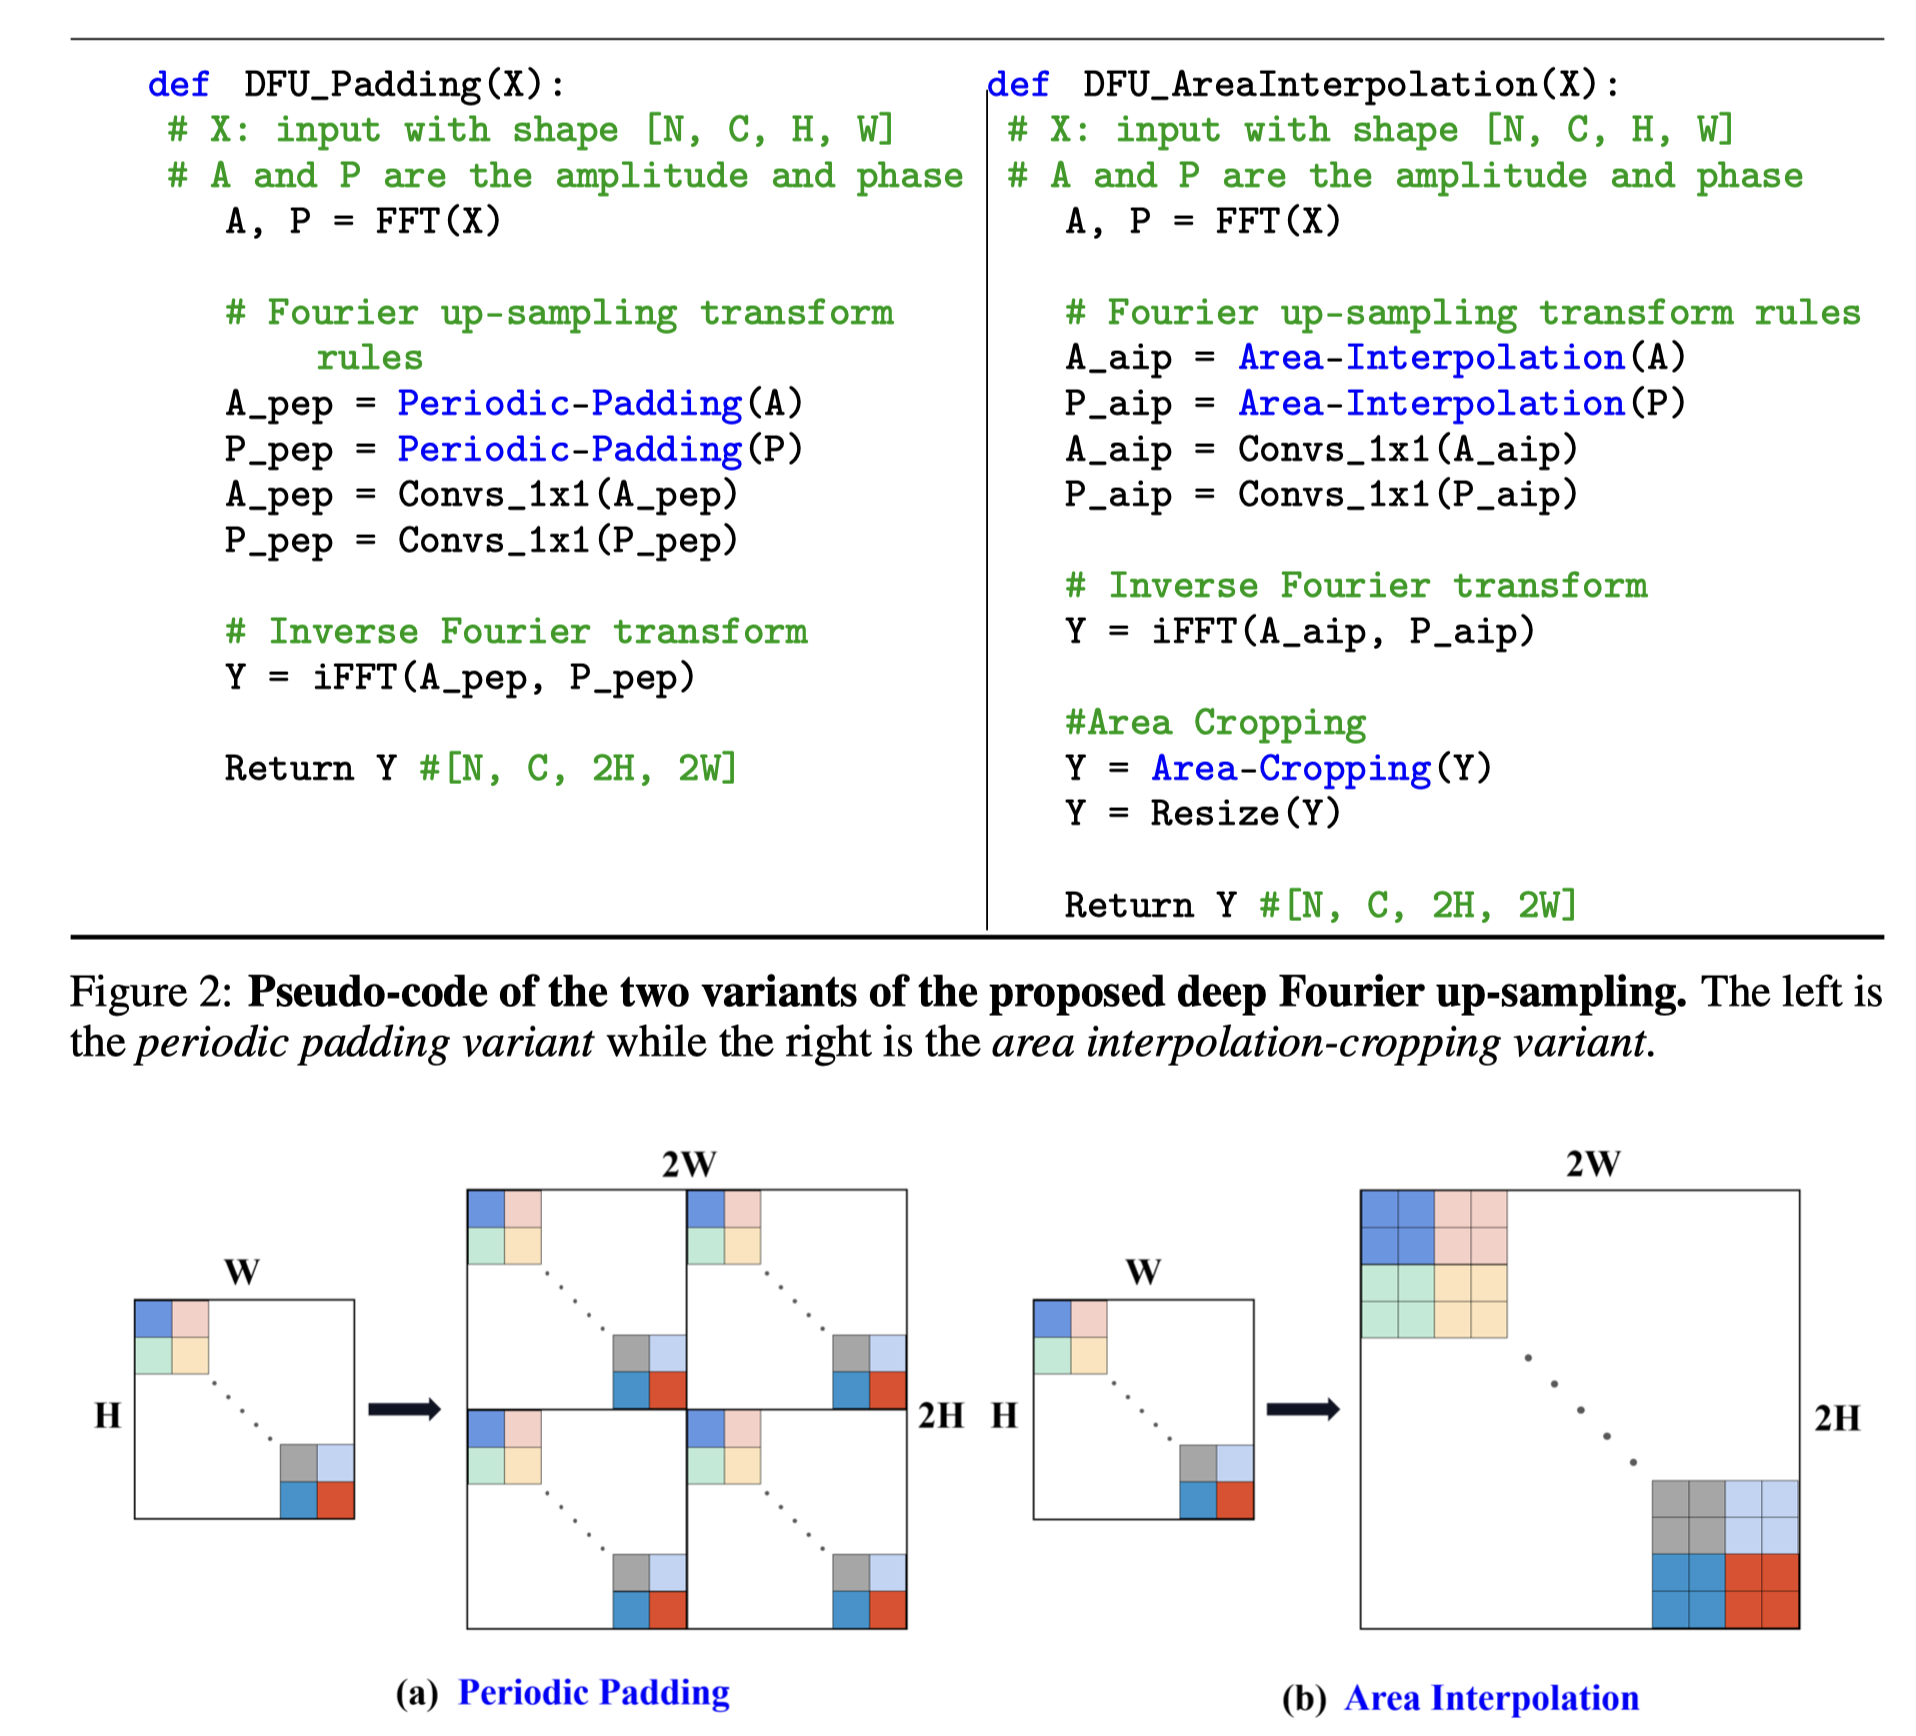 def DFU_Padding(X):
# X: input with shape [N, C, H, W]
# A and P are the amplitude and phase
A, P = FFT(X)
# Fourier up-sampling transform
rules
A_pep = Periodic-Padding(A)
P_pep = Periodic-Padding(P)
A_pep = Convs_1x1(A_pep)
P_pep = Convs_1x1(P_pep)
# Inverse Fourier transform
Y = iFFT(A_pep, P_pep)
Return Y #[N, C, 2H, 2W]
def DFU_AreaInterpolation(X):
# X: input with shape [N, C, H, W]
# A and P are the amplitude and phase
A, P = FFT(X)
# Fourier up-sampling transform rules
A_aip = Area-Interpolation(A)
P_aip = Area-Interpolation(P)
A_aip = Convs_1x1(A_aip)
P_aip = Convs_1x1(P_aip)
# Inverse Fourier transform
Y = iFFT(A_aip, P_aip)
#Area Cropping
Y = Area-Cropping(Y)
Y = Resize(Y)
Return Y #[N, C, 2H, 2W]
Figure 2: Pseudo-code of the two variants of the proposed deep Fourier up-sampling. The left is
the periodic padding variant while the right is the area interpolation-cropping variant.
2W
W
H
2H
(a) Periodic Padding
2W
W
H
2H
(b) Area Interpolation